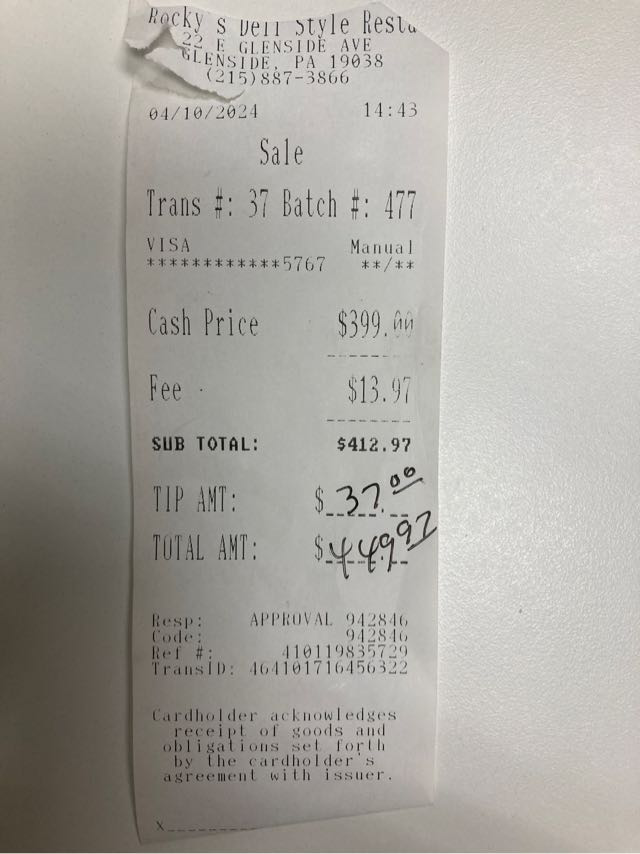 Rocky s Deli Style Resta
22 E GLENSIDE AVE
GLENSIDE, PA 19038
(215)887-3866
04/10/2024 14:43
Sale
Trans #: 37 Batch #: 477
VISA Manual
************5767 **/**
Cash Price $399.00
Fee $13.97
SUB TOTAL: $412.97
TIP AMT: $ 37.00
TOTAL AMT: $ 449.97
Resp: APPROVAL 942846
Code: 942846
Ref #: 410119835729
TransID: 464101716456322
Cardholder acknowledges
receipt of goods and
obligations set forth
by the cardholder's
agreement with issuer.
X